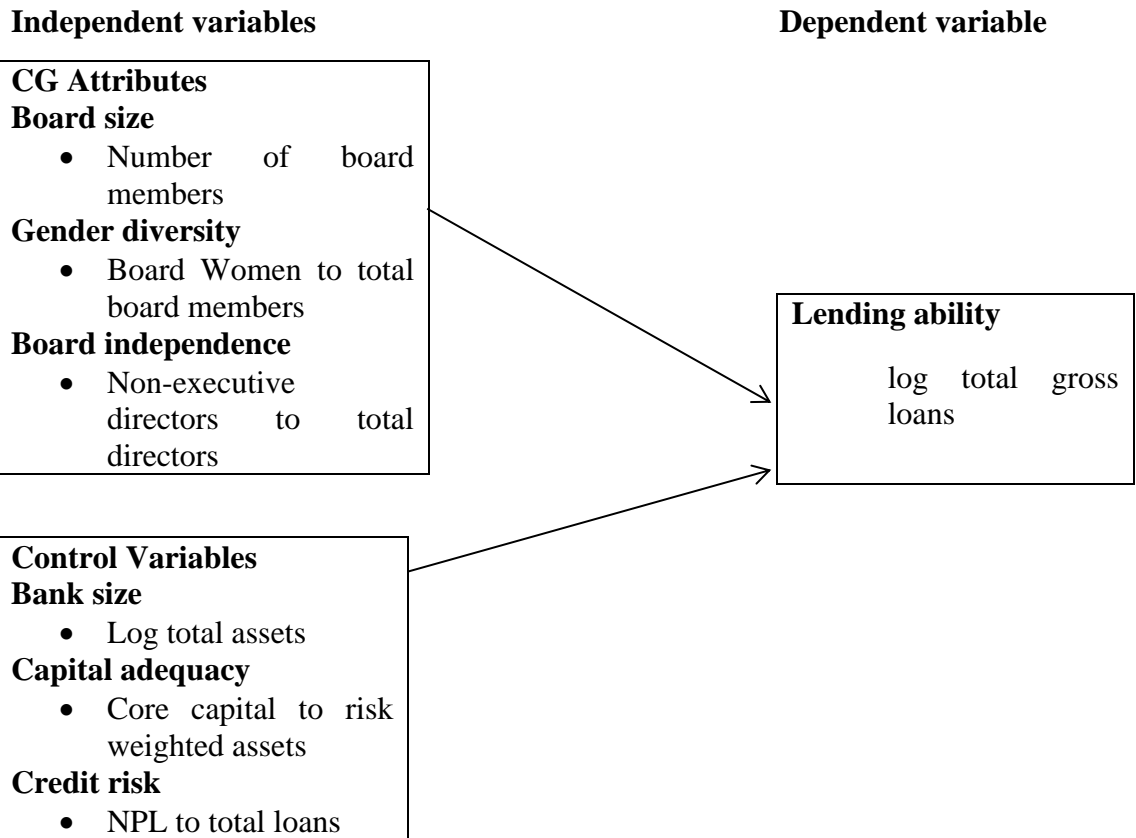 Independent variables
Dependent variable
CG Attributes
Board size
• Number of board
members
Gender diversity
• Board Women to total
board members
Board independence
• Non-executive
directors to total
directors
Lending ability
log total gross
loans
Control Variables
Bank size
• Log total assets
Capital adequacy
• Core capital to risk
weighted assets
Credit risk
• NPL to total loans